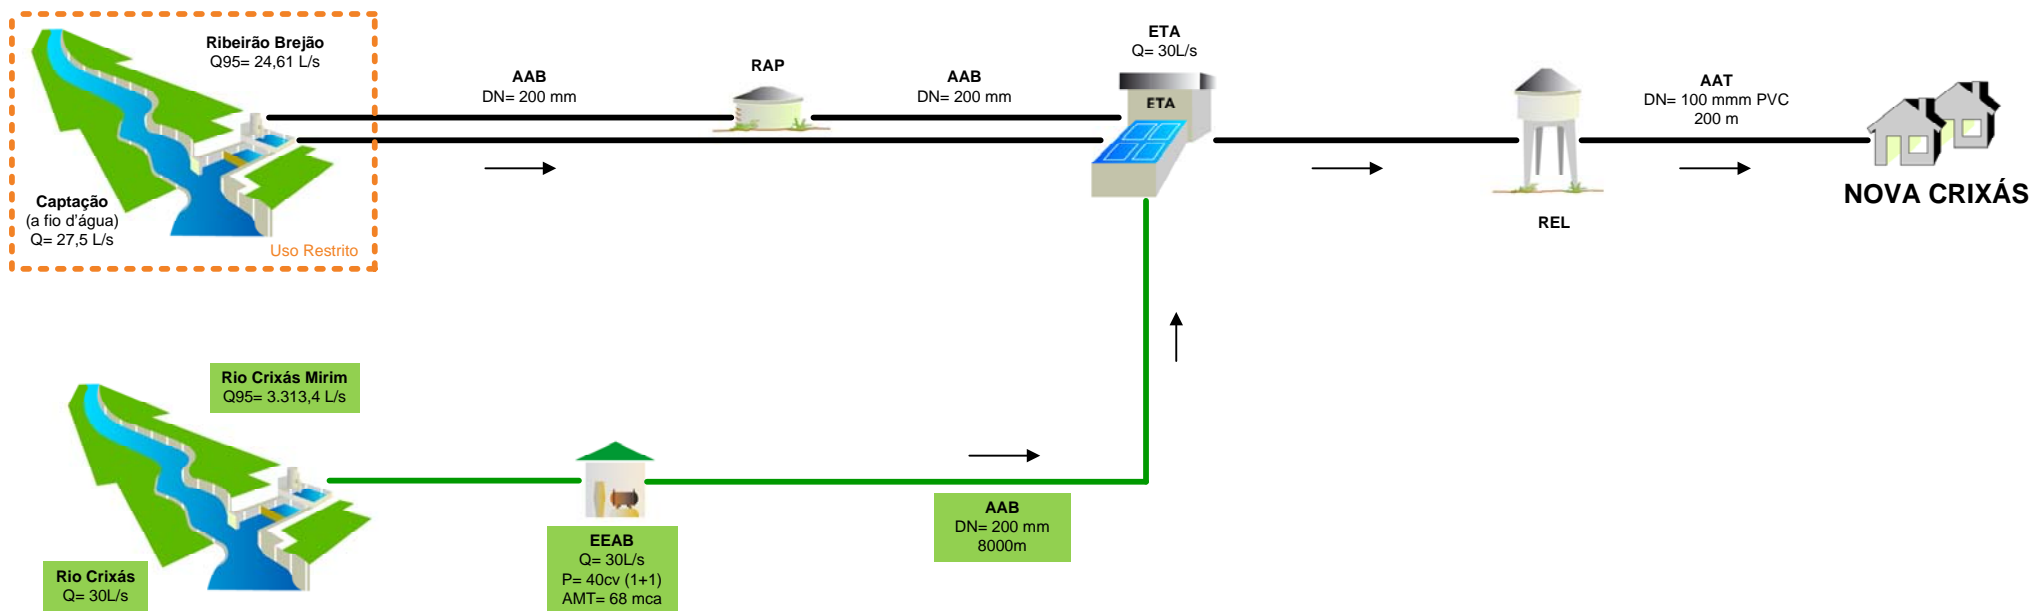 Ribeirão Brejão
Q95= 24,61 L/s
Captação
(a fio d'água)
Q= 27,5 L/s
Uso Restrito
AAB
DN= 200 mm
RAP
AAB
DN= 200 mm
ETA
Q= 30L/s
ETA
REL
AAT
DN= 100 mmm PVC
200 m
NOVA CRIXÁS
Rio Crixás Mirim
Q95= 3.313,4 L/s
Rio Crixás
Q= 30L/s
EEAB
Q= 30L/s
P= 40cv (1+1)
AMT= 68 mca
AAB
DN= 200 mm
8000m